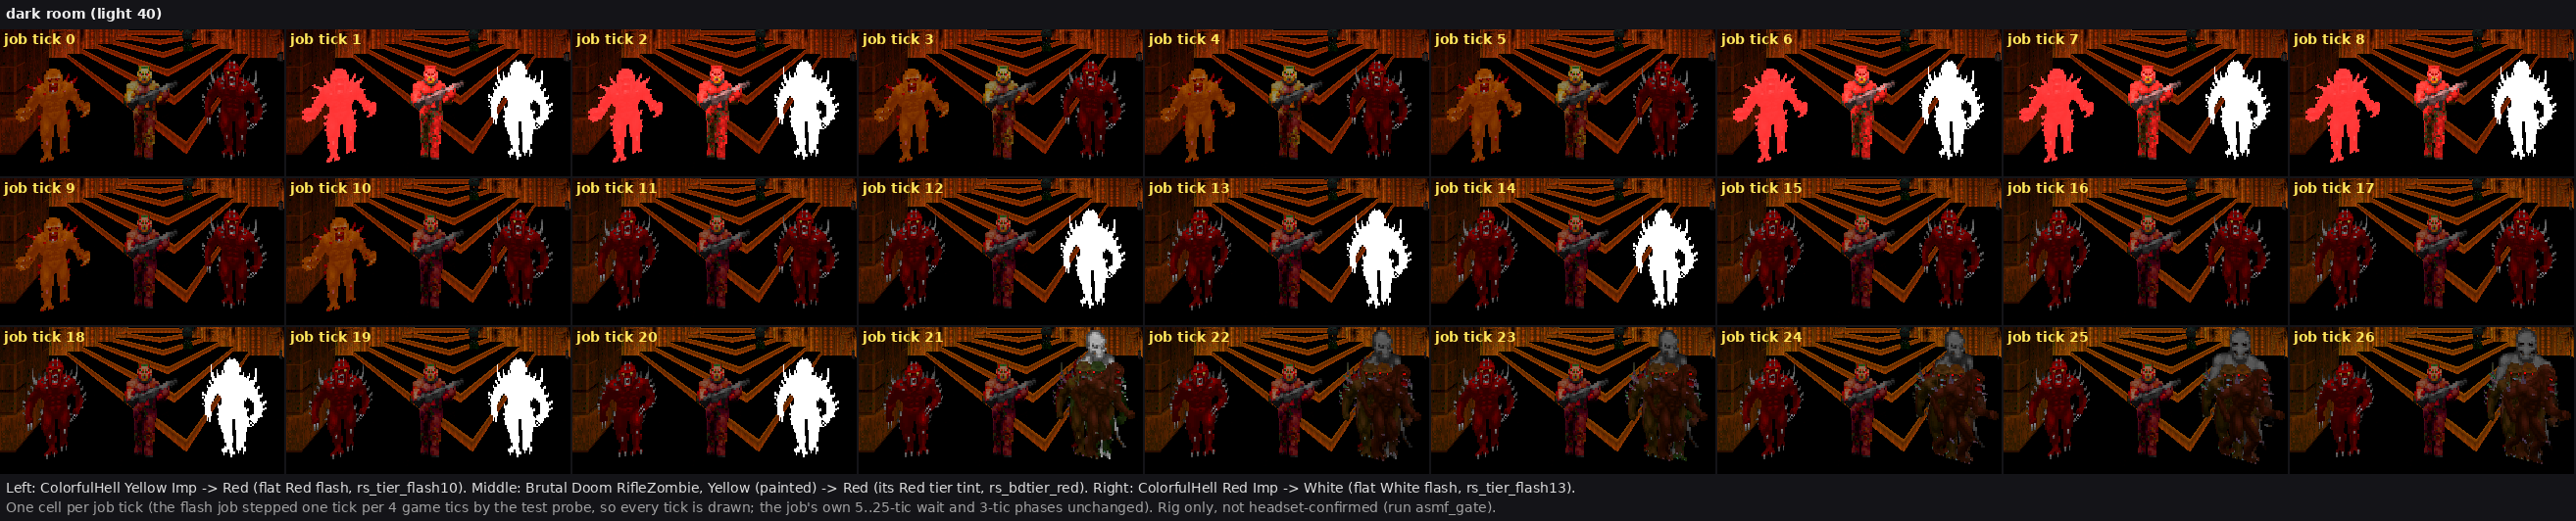 dark room (light 40)
job tick 0 job tick 1 job tick 2 job tick 3 job tick 4 job tick 5 job tick 6 job tick 7 job tick 8
job tick 9 job tick 10 job tick 11 job tick 12 job tick 13 job tick 14 job tick 15 job tick 16 job tick 17
job tick 18 job tick 19 job tick 20 job tick 21 job tick 22 job tick 23 job tick 24 job tick 25 job tick 26
Left: ColorfulHell Yellow Imp -> Red (flat Red flash, rs_tier_flash10). Middle: Brutal Doom RifleZombie, Yellow (painted) -> Red (its Red tier tint, rs_bdtier_red). Right: ColorfulHell Red Imp -> White (flat White flash, rs_tier_flash13).
One cell per job tick (the flash job stepped one tick per 4 game tics by the test probe, so every tick is drawn; the job's own 5..25-tic wait and 3-tic phases unchanged). Rig only, not headset-confirmed (run asmf_gate).